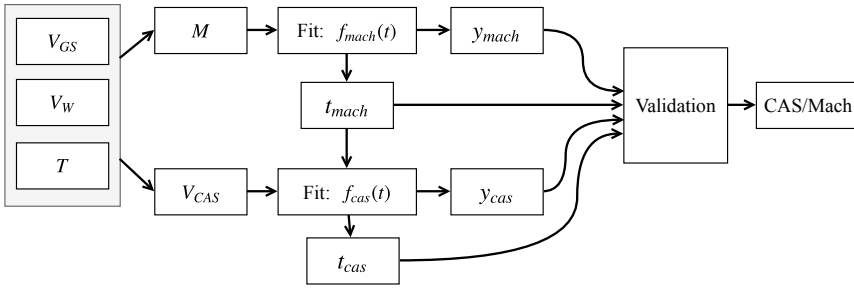 V_GS
V_W
T
M
Fit: f_mach(t)
y_mach
t_mach
V_CAS
Fit: f_cas(t)
y_cas
t_cas
Validation
CAS/Mach